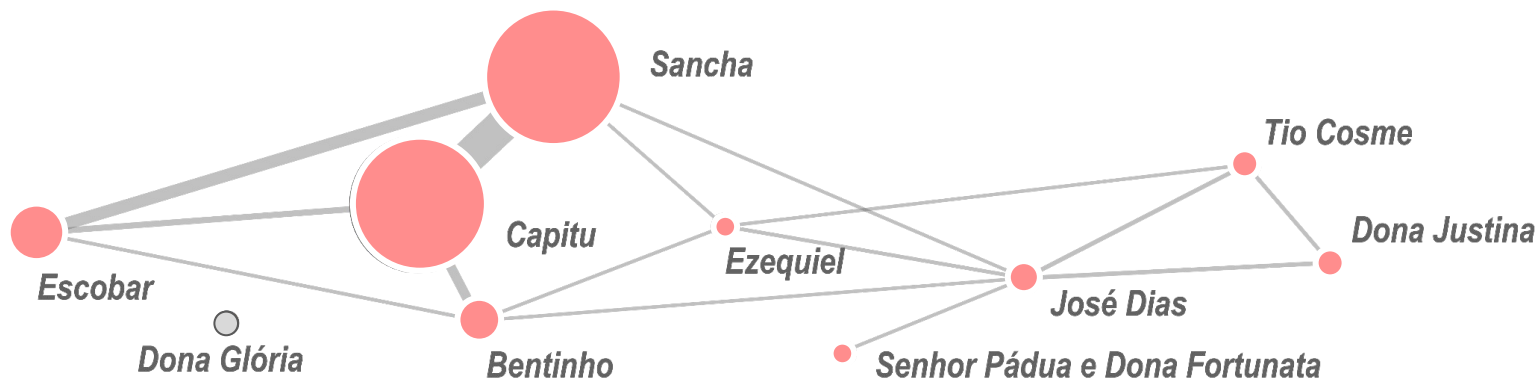 Sancha
Tio Cosme
Capitu
Dona Justina
Ezequiel
Escobar
José Dias
Dona Glória
Bentinho
Senhor Pádua e Dona Fortunata